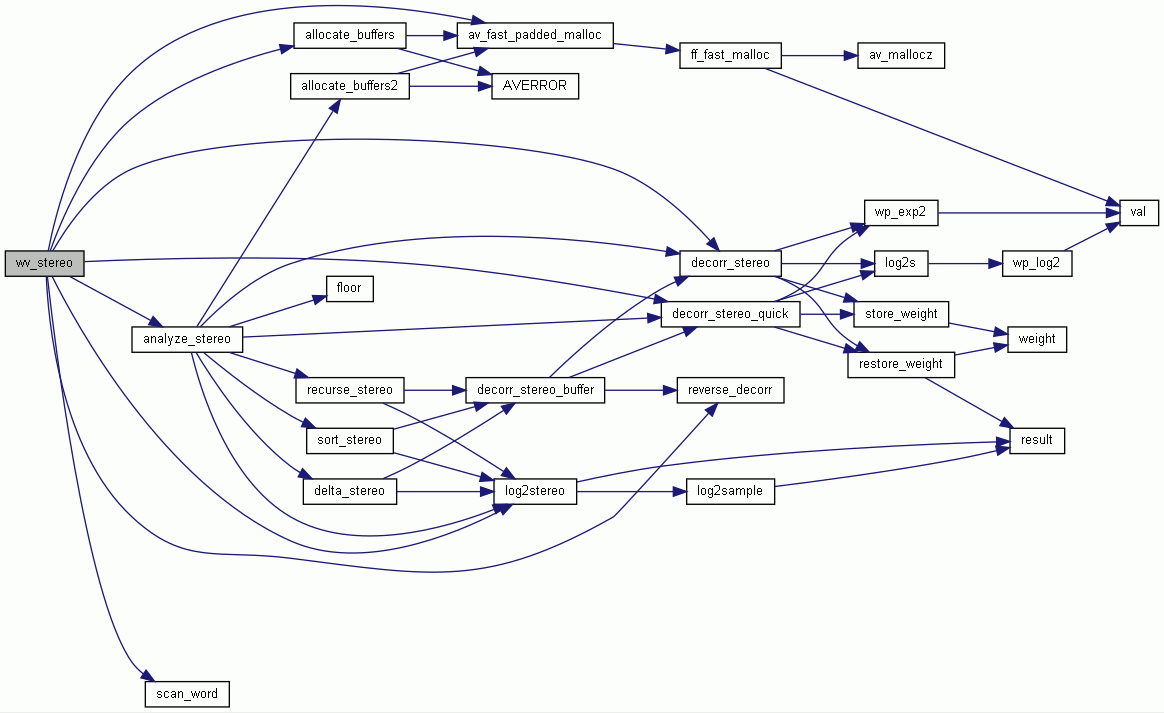 allocate_buffers
av_fast_padded_malloc
ff_fast_malloc
av_mallocz
allocate_buffers2
AVERROR
wp_exp2
val
wv_stereo
decorr_stereo
log2s
wp_log2
floor
decorr_stereo_quick
store_weight
analyze_stereo
weight
restore_weight
recurse_stereo
decorr_stereo_buffer
reverse_decorr
sort_stereo
result
delta_stereo
log2stereo
log2sample
scan_word